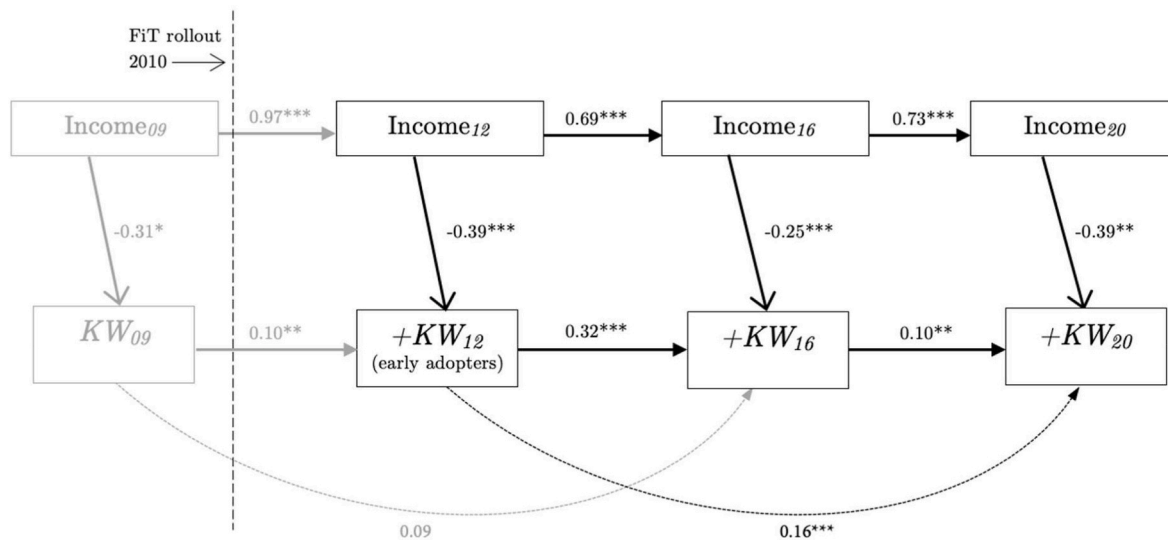 FiT rollout
2010
Income09
0.97***
Income12
0.69***
Income16
0.73***
Income20
-0.31*
-0.39***
-0.25***
-0.39**
KW09
0.10**
+KW12
(early adopters)
0.32***
+KW16
0.10**
+KW20
0.09
0.16***